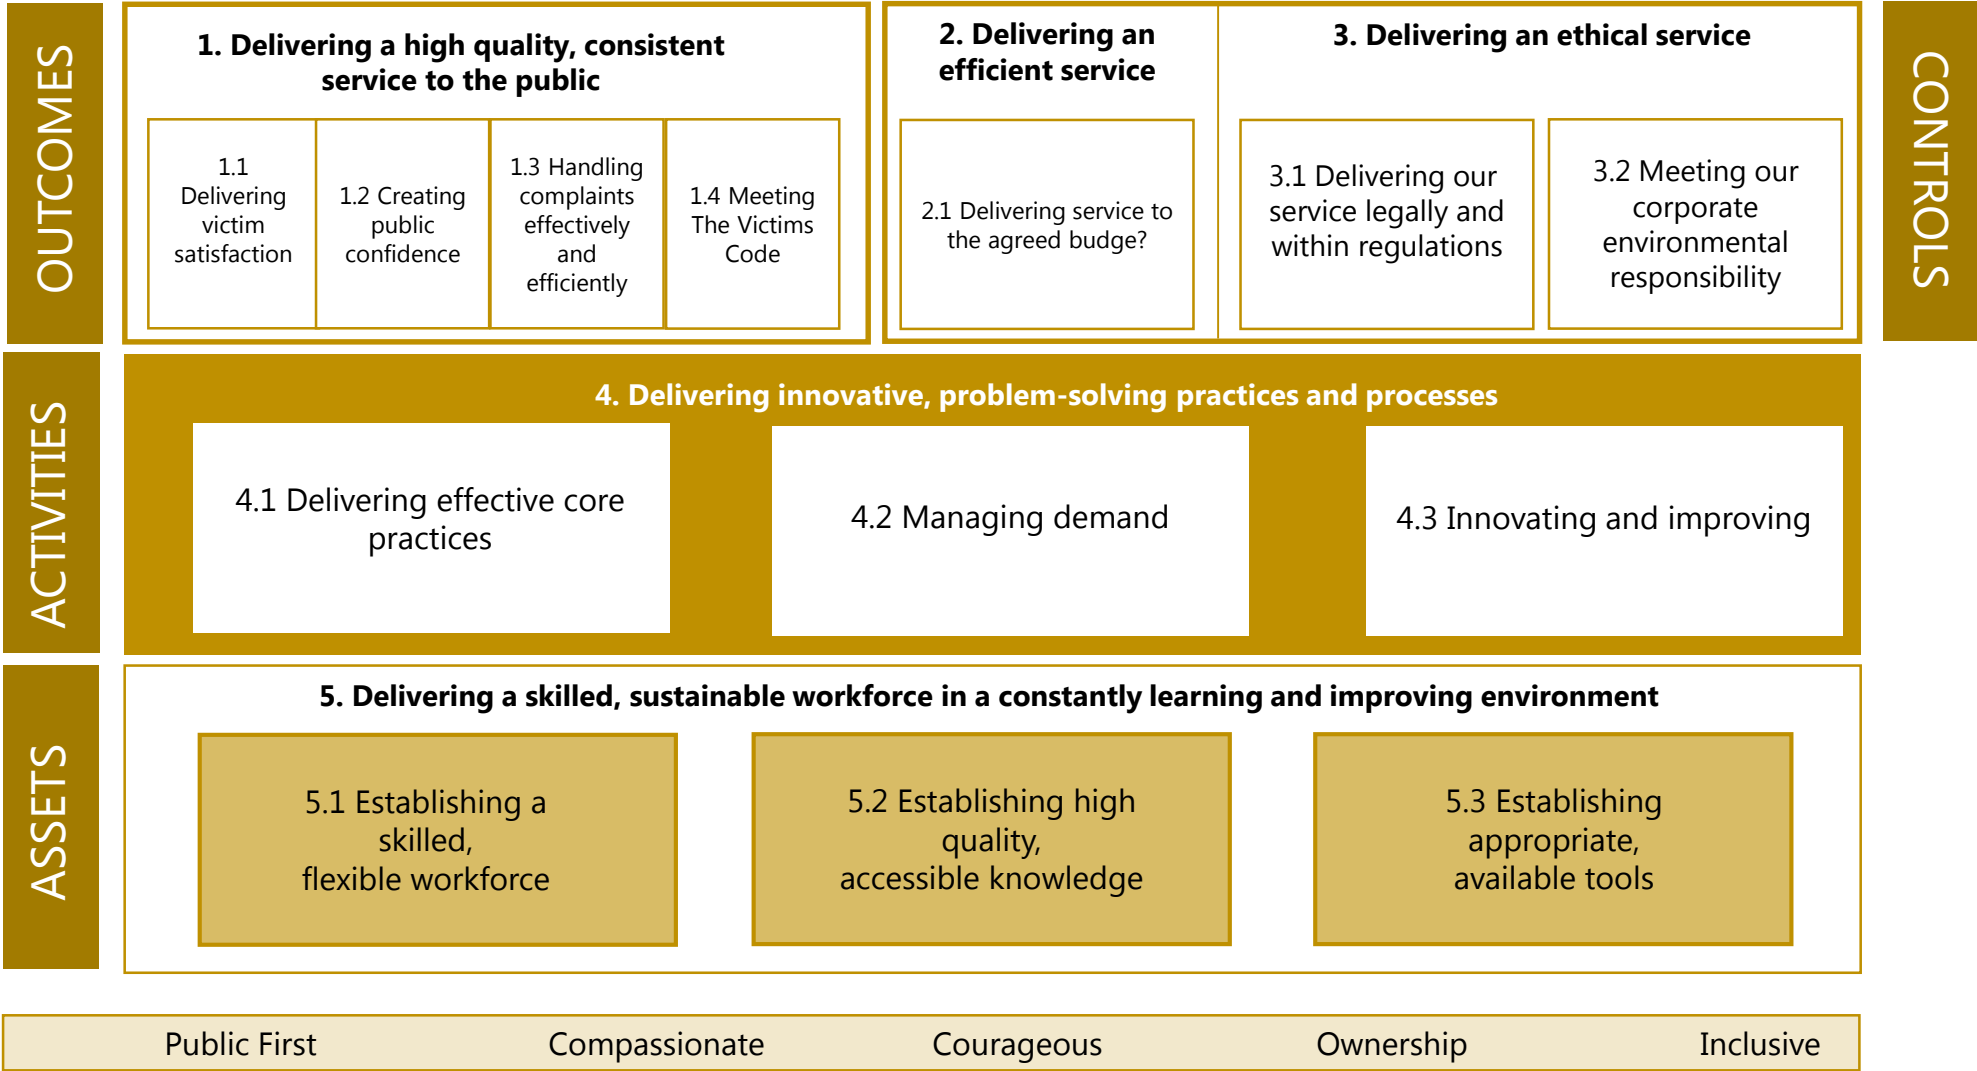 OUTCOMES
1. Delivering a high quality, consistent
service to the public
1.1
Delivering
victim
satisfaction
1.2 Creating
public
confidence
1.3 Handling
complaints
effectively
and
efficiently
1.4 Meeting
The Victims
Code
2. Delivering an
efficient service
2.1 Delivering service to
the agreed budge?
3. Delivering an ethical service
3.1 Delivering our
service legally and
within regulations
3.2 Meeting our
corporate
environmental
responsibility
CONTROLS
ACTIVITIES
4. Delivering innovative, problem-solving practices and processes
4.1 Delivering effective core
practices
4.2 Managing demand
4.3 Innovating and improving
ASSETS
5. Delivering a skilled, sustainable workforce in a constantly learning and improving environment
5.1 Establishing a
skilled,
flexible workforce
5.2 Establishing high
quality,
accessible knowledge
5.3 Establishing
appropriate,
available tools
Public First
Compassionate
Courageous
Ownership
Inclusive